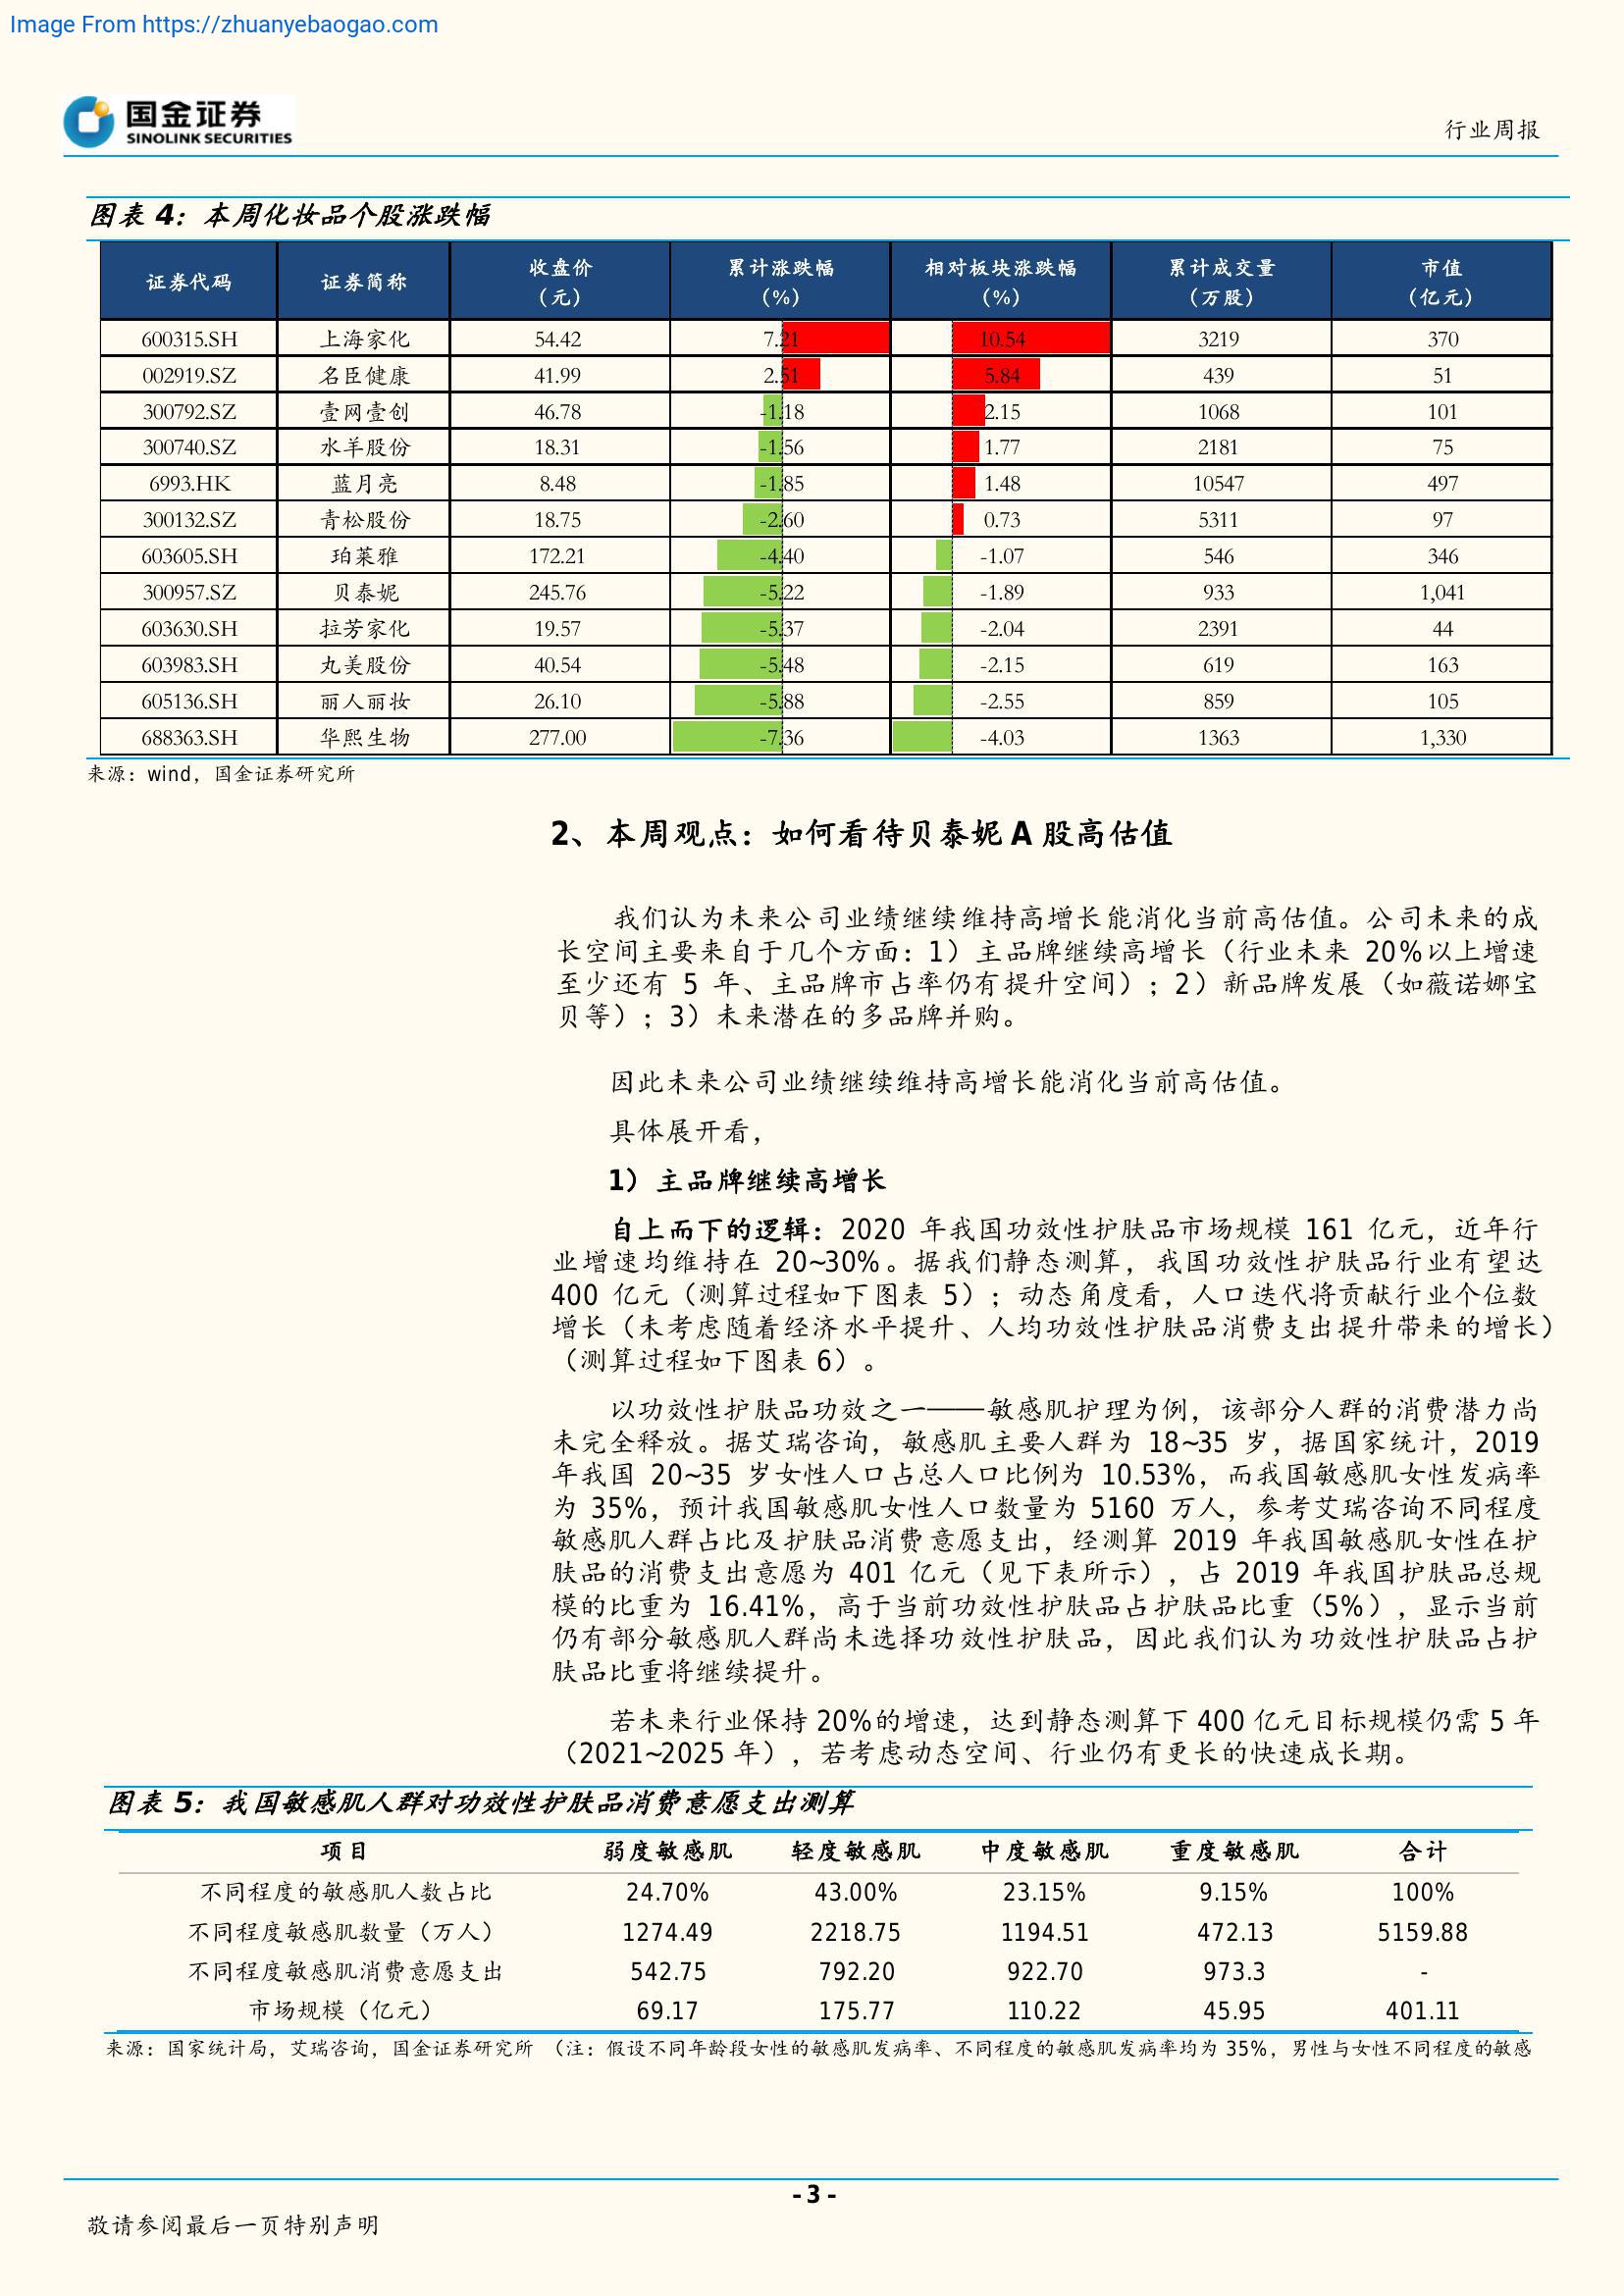 Image From https://zhuanyebaogao.com
国金证券
SINOLINK SECURITIES
行业周报
图表 4：本周化妆品个股涨跌幅
证券代码 证券简称 收盘价（元） 累计涨跌幅（%） 相对板块涨跌幅（%） 累计成交量（万股） 市值（亿元）
600315.SH 上海家化 54.42 7.21 10.54 3219 370
002919.SZ 名臣健康 41.99 2.51 5.84 439 51
300792.SZ 壹网壹创 46.78 -1.18 2.15 1068 101
300740.SZ 水羊股份 18.31 -1.56 1.77 2181 75
6993.HK 蓝月亮 8.48 -1.85 1.48 10547 497
300132.SZ 青松股份 18.75 -2.60 0.73 5311 97
603605.SH 珀莱雅 172.21 -4.40 -1.07 546 346
300957.SZ 贝泰妮 245.76 -5.22 -1.89 933 1,041
603630.SH 拉芳家化 19.57 -5.37 -2.04 2391 44
603983.SH 丸美股份 40.54 -5.48 -2.15 619 163
605136.SH 丽人丽妆 26.10 -5.88 -2.55 859 105
688363.SH 华熙生物 277.00 -7.36 -4.03 1363 1,330
来源：wind，国金证券研究所
2、本周观点：如何看待贝泰妮 A 股高估值
我们认为未来公司业绩继续维持高增长能消化当前高估值。公司未来的成
长空间主要来自于几个方面：1）主品牌继续高增长（行业未来 20%以上增速
至少还有 5 年、主品牌市占率仍有提升空间）；2）新品牌发展（如薇诺娜宝
贝等）；3）未来潜在的多品牌并购。
因此未来公司业绩继续维持高增长能消化当前高估值。
具体展开看，
1）主品牌继续高增长
自上而下的逻辑：2020 年我国功效性护肤品市场规模 161 亿元，近年行
业增速均维持在 20~30%。据我们静态测算，我国功效性护肤品行业有望达
400 亿元（测算过程如下图表 5）；动态角度看，人口迭代将贡献行业个位数
增长（未考虑随着经济水平提升、人均功效性护肤品消费支出提升带来的增长）
（测算过程如下图表 6）。
以功效性护肤品功效之一——敏感肌护理为例，该部分人群的消费潜力尚
未完全释放。据艾瑞咨询，敏感肌主要人群为 18~35 岁，据国家统计，2019
年我国 20~35 岁女性人口占总人口比例为 10.53%，而我国敏感肌女性发病率
为 35%，预计我国敏感肌女性人口数量为 5160 万人，参考艾瑞咨询不同程度
敏感肌人群占比及护肤品消费意愿支出，经测算 2019 年我国敏感肌女性在护
肤品的消费支出意愿为 401 亿元（见下表所示），占 2019 年我国护肤品总规
模的比重为 16.41%，高于当前功效性护肤品占护肤品比重（5%），显示当前
仍有部分敏感肌人群尚未选择功效性护肤品，因此我们认为功效性护肤品占护
肤品比重将继续提升。
若未来行业保持 20%的增速，达到静态测算下 400 亿元目标规模仍需 5 年
（2021~2025 年），若考虑动态空间、行业仍有更长的快速成长期。
图表 5：我国敏感肌人群对功效性护肤品消费意愿支出测算
项目 弱度敏感肌 轻度敏感肌 中度敏感肌 重度敏感肌 合计
不同程度的敏感肌人数占比 24.70% 43.00% 23.15% 9.15% 100%
不同程度敏感肌数量（万人） 1274.49 2218.75 1194.51 472.13 5159.88
不同程度敏感肌消费意愿支出 542.75 792.20 922.70 973.3 -
市场规模（亿元） 69.17 175.77 110.22 45.95 401.11
来源：国家统计局，艾瑞咨询，国金证券研究所 （注：假设不同年龄段女性的敏感肌发病率、不同程度的敏感肌发病率均为 35%，男性与女性不同程度的敏感
- 3 -
敬请参阅最后一页特别声明